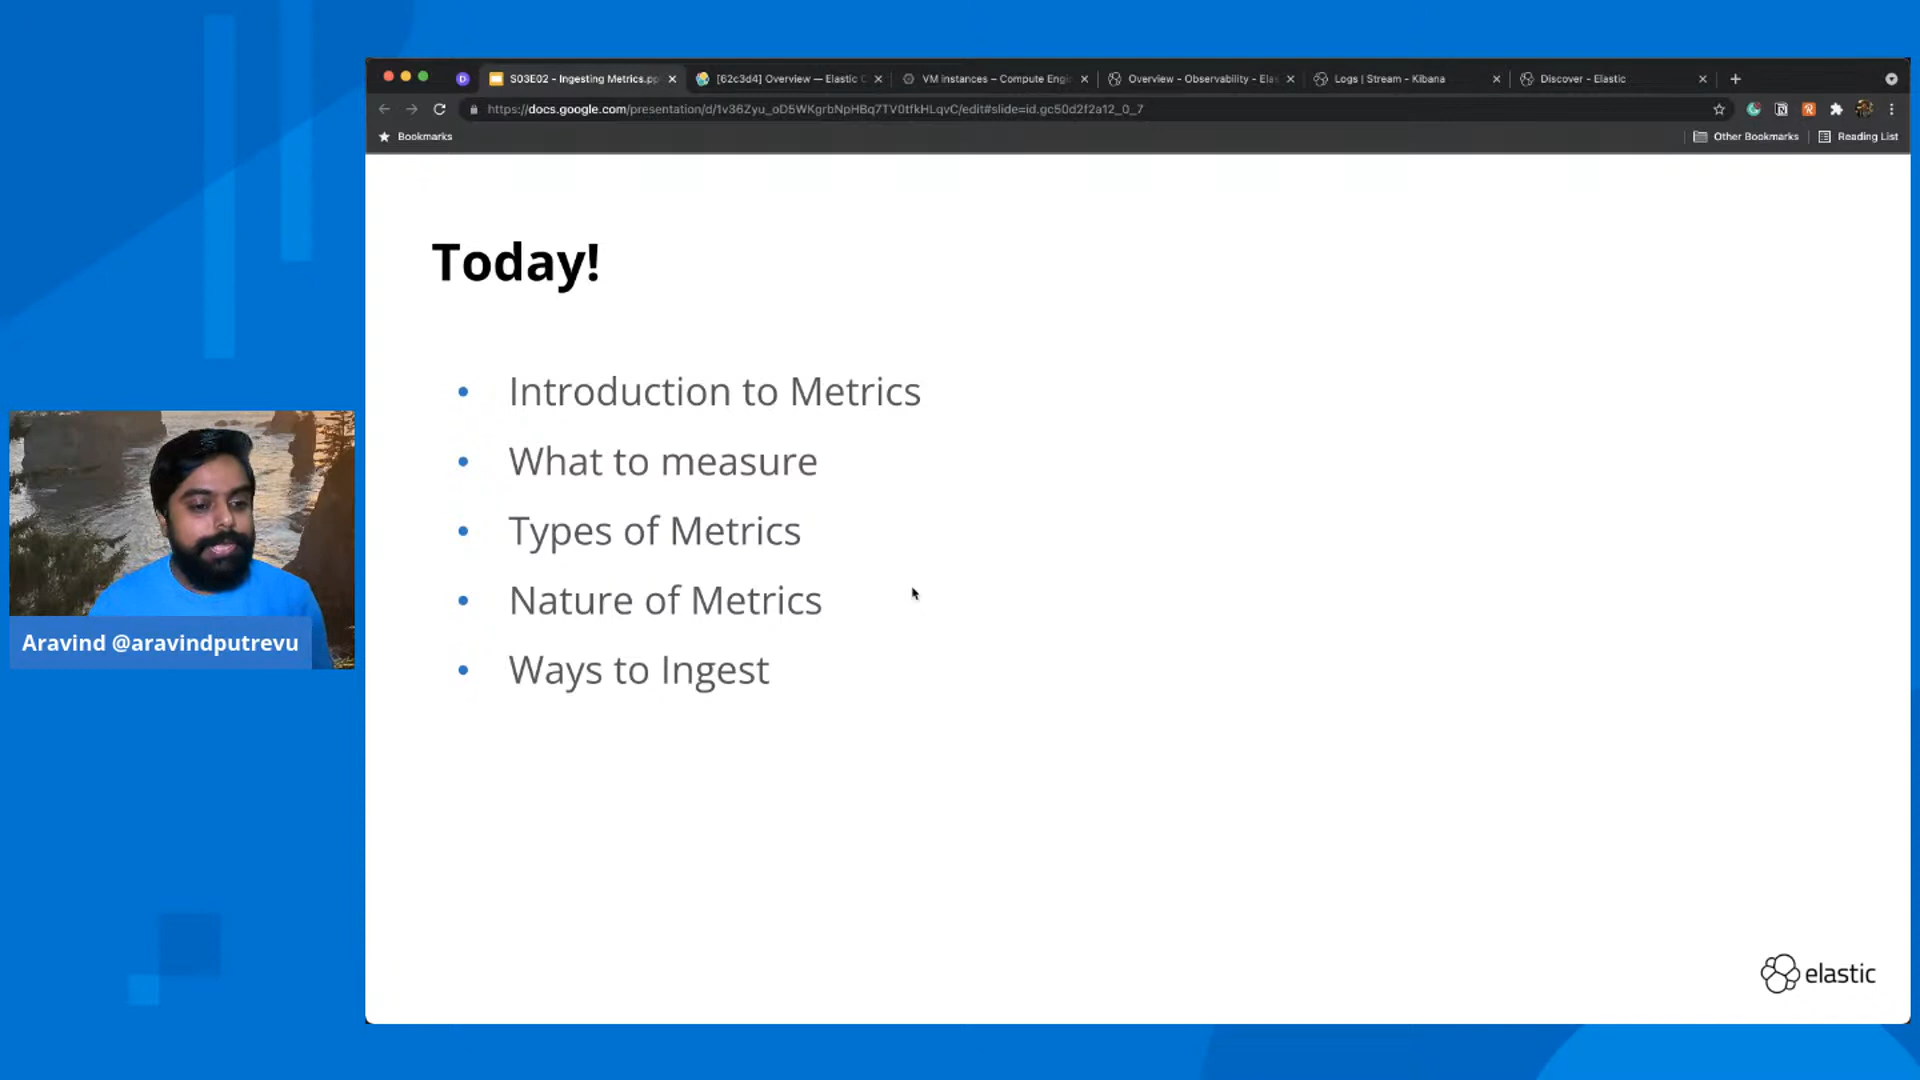 S03E02 - Ingesting Metrics.pp
[62c3d4] Overview — Elastic C
VM instances – Compute Engi
Overview - Observability - Elas
Logs | Stream - Kibana
Discover - Elastic
https://docs.google.com/presentation/d/1v36Zyu_oD5WKgrbNpHBq7TV0tfkHLqvC/edit#slide=id.gc50d2f2a12_0_7
Bookmarks
Other Bookmarks
Reading List
Today!
• Introduction to Metrics
• What to measure
• Types of Metrics
• Nature of Metrics
• Ways to Ingest
Aravind @aravindputrevu
elastic